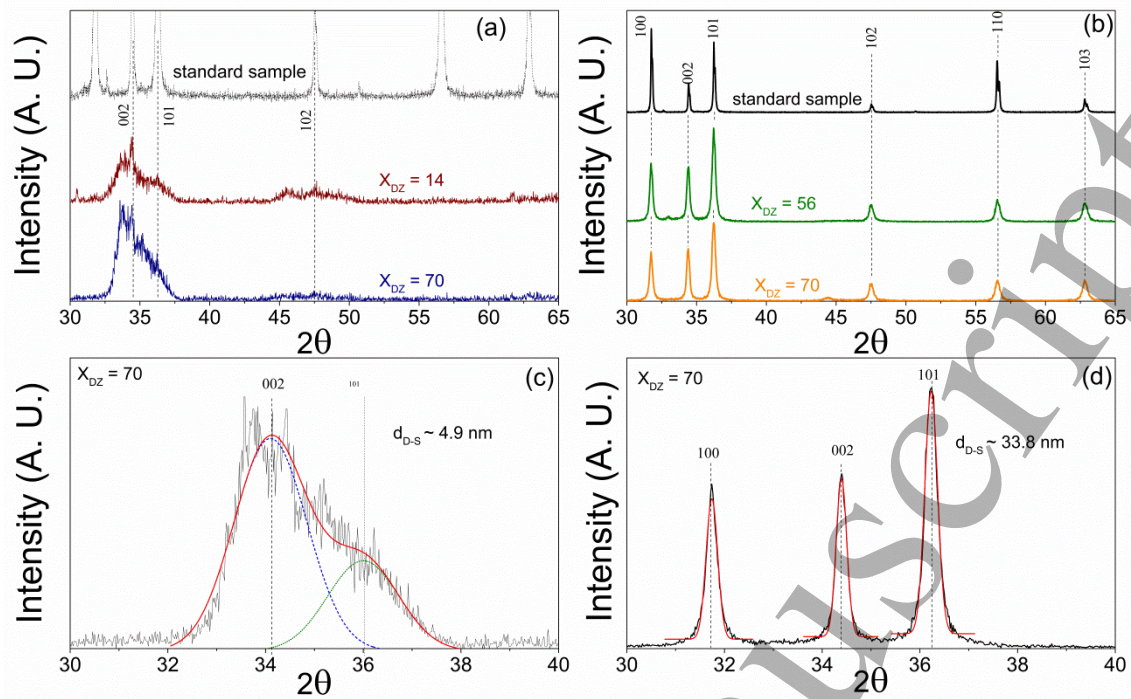 (a)
standard sample
002
101
102
X_DZ = 14
X_DZ = 70
Intensity (A. U.)
30 35 40 45 50 55 60 65
2θ
(b)
100
002
101
102
110
103
standard sample
X_DZ = 56
X_DZ = 70
Intensity (A. U.)
30 35 40 45 50 55 60 65
2θ
X_DZ = 70
(c)
002
101
d_D-S ~ 4.9 nm
Intensity (A. U.)
30 32 34 36 38 40
2θ
X_DZ = 70
(d)
100
002
101
d_D-S ~ 33.8 nm
Intensity (A. U.)
30 32 34 36 38 40
2θ